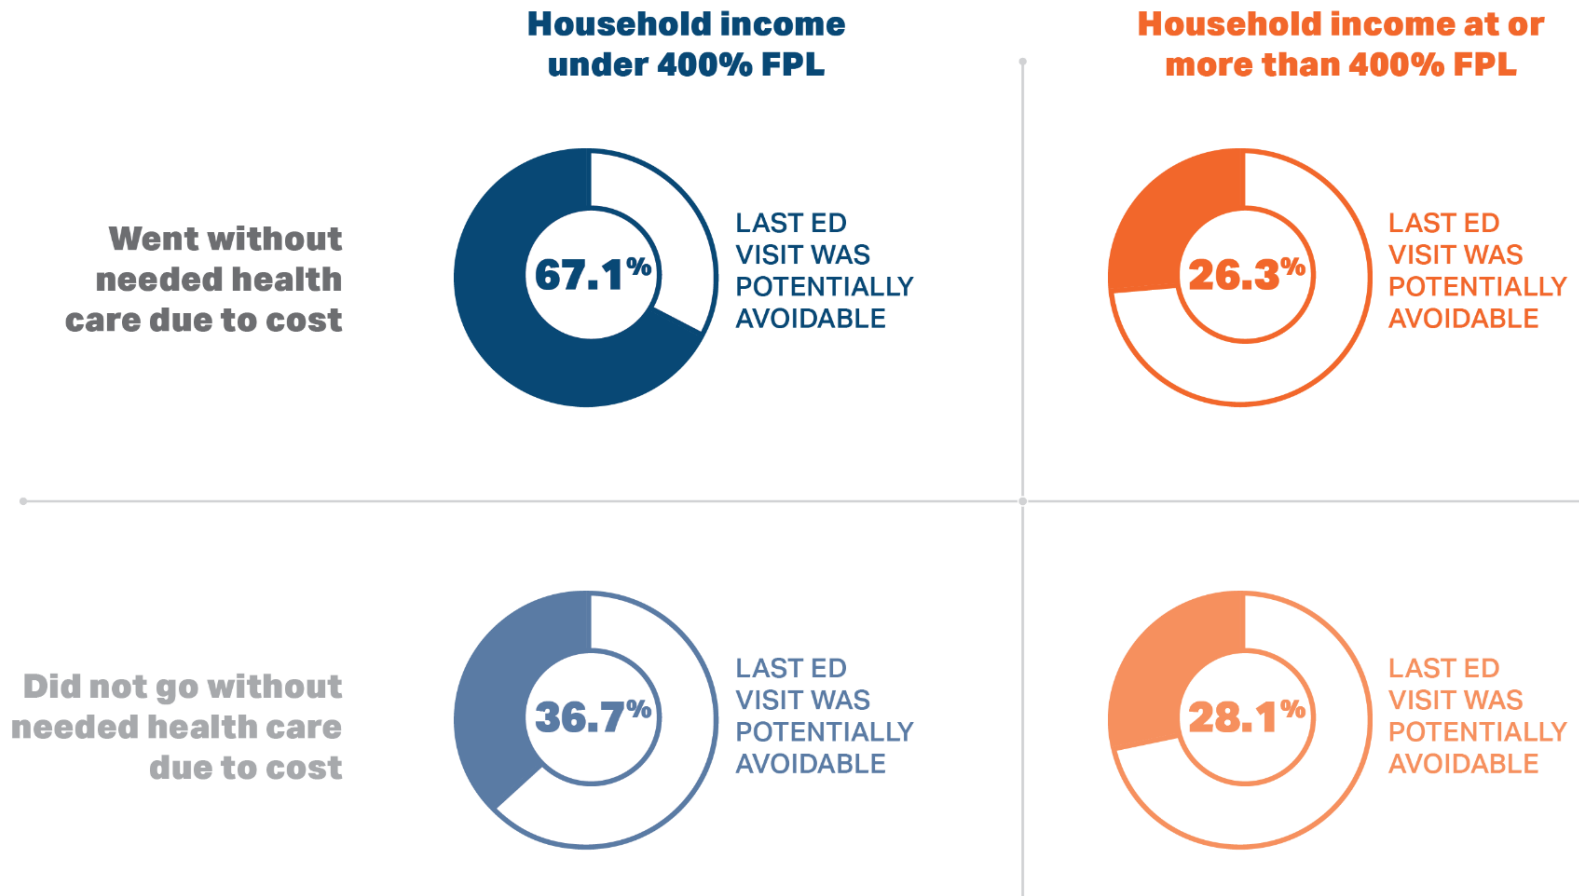 Household income
under 400% FPL
Household income at or
more than 400% FPL
Went without
needed health
care due to cost
67.1%
LAST ED
VISIT WAS
POTENTIALLY
AVOIDABLE
26.3%
LAST ED
VISIT WAS
POTENTIALLY
AVOIDABLE
Did not go without
needed health care
due to cost
36.7%
LAST ED
VISIT WAS
POTENTIALLY
AVOIDABLE
28.1%
LAST ED
VISIT WAS
POTENTIALLY
AVOIDABLE